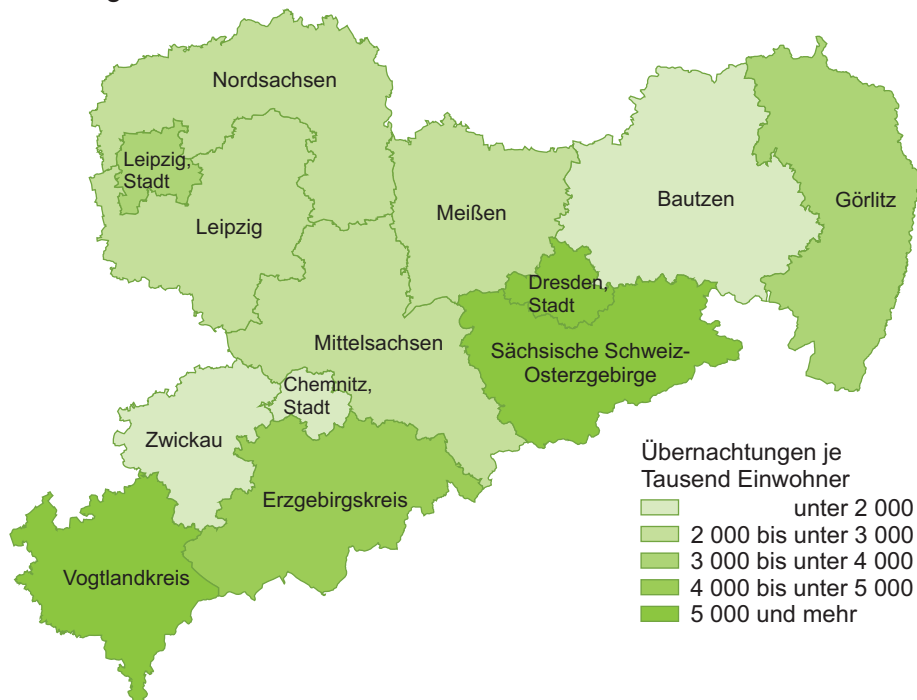 Nordsachsen
Leipzig,
Stadt
Leipzig
Meißen
Bautzen
Görlitz
Dresden,
Stadt
Mittelsachsen
Sächsische Schweiz-
Osterzgebirge
Chemnitz,
Stadt
Zwickau
Erzgebirgskreis
Vogtlandkreis
Übernachtungen je
Tausend Einwohner
unter 2 000
2 000 bis unter 3 000
3 000 bis unter 4 000
4 000 bis unter 5 000
5 000 und mehr